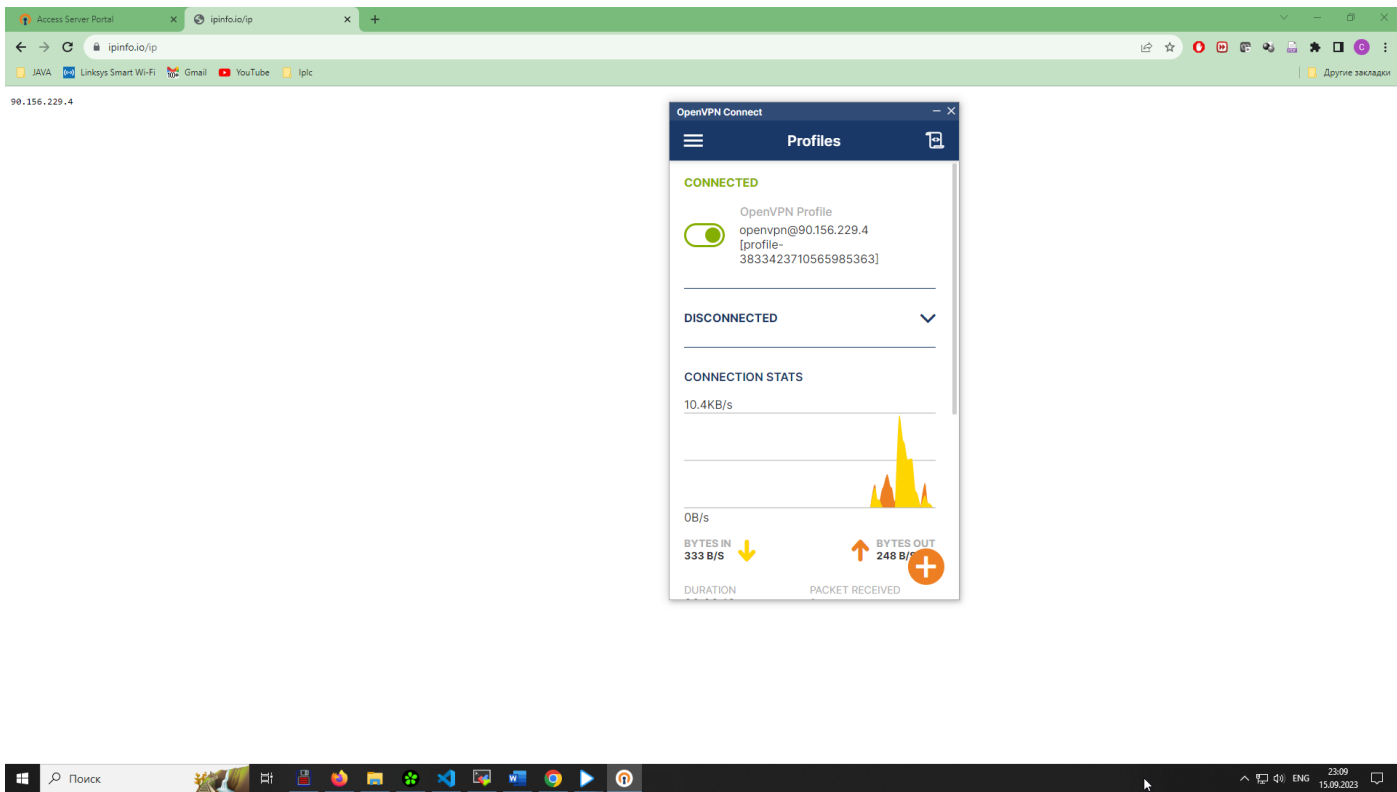 Access Server Portal
ipinfo.io/ip
ipinfo.io/ip
JAVA Linksys Smart Wi-Fi Gmail YouTube Iplc Другие закладки
90.156.229.4
OpenVPN Connect
Profiles
CONNECTED
OpenVPN Profile
openvpn@90.156.229.4
[profile-
3833423710565985363]
DISCONNECTED
CONNECTION STATS
10.4KB/s
0B/s
BYTES IN
333 B/S
BYTES OUT
248 B/S
DURATION PACKET RECEIVED
Поиск
ENG
23:09
15.09.2023